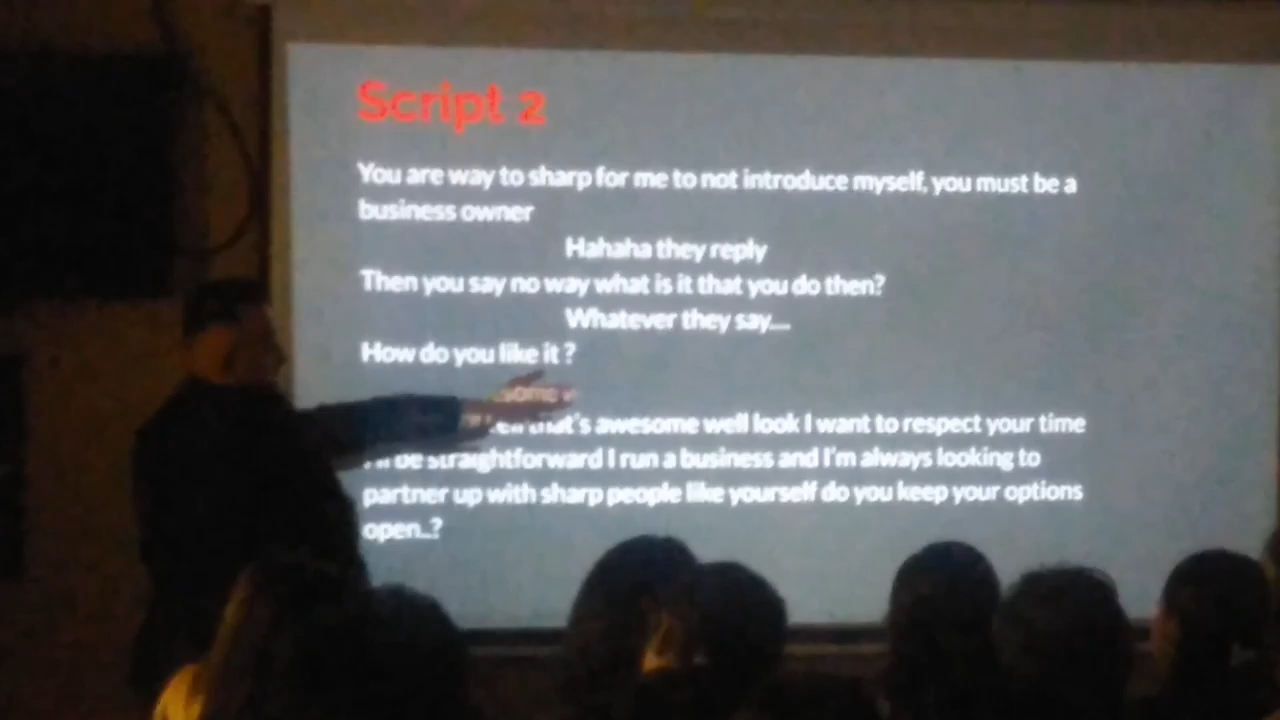 Script 2
You are way to sharp for me to not introduce myself, you must be a
business owner
Hahaha they reply
Then you say no way what is it that you do then?
Whatever they say....
How do you like it ?
that's awesome well look I want to respect your time
be straightforward I run a business and I'm always looking to
partner up with sharp people like yourself do you keep your options
open..?